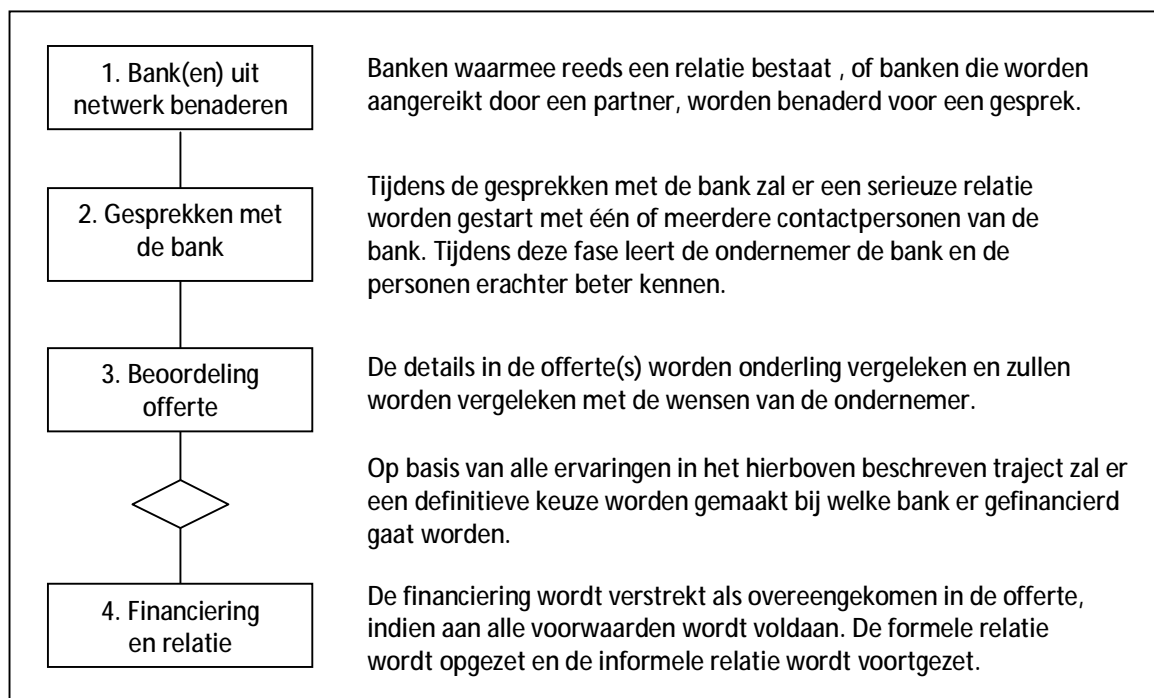 1. Bank(en) uit
netwerk benaderen
Banken waarmee reeds een relatie bestaat , of banken die worden
aangereikt door een partner, worden benaderd voor een gesprek.
2. Gesprekken met
de bank
Tijdens de gesprekken met de bank zal er een serieuze relatie
worden gestart met één of meerdere contactpersonen van de
bank. Tijdens deze fase leert de ondernemer de bank en de
personen erachter beter kennen.
3. Beoordeling
offerte
De details in de offerte(s) worden onderling vergeleken en zullen
worden vergeleken met de wensen van de ondernemer.
Op basis van alle ervaringen in het hierboven beschreven traject zal er
een definitieve keuze worden gemaakt bij welke bank er gefinancierd
gaat worden.
4. Financiering
en relatie
De financiering wordt verstrekt als overeengekomen in de offerte,
indien aan alle voorwaarden wordt voldaan. De formele relatie
wordt opgezet en de informele relatie wordt voortgezet.